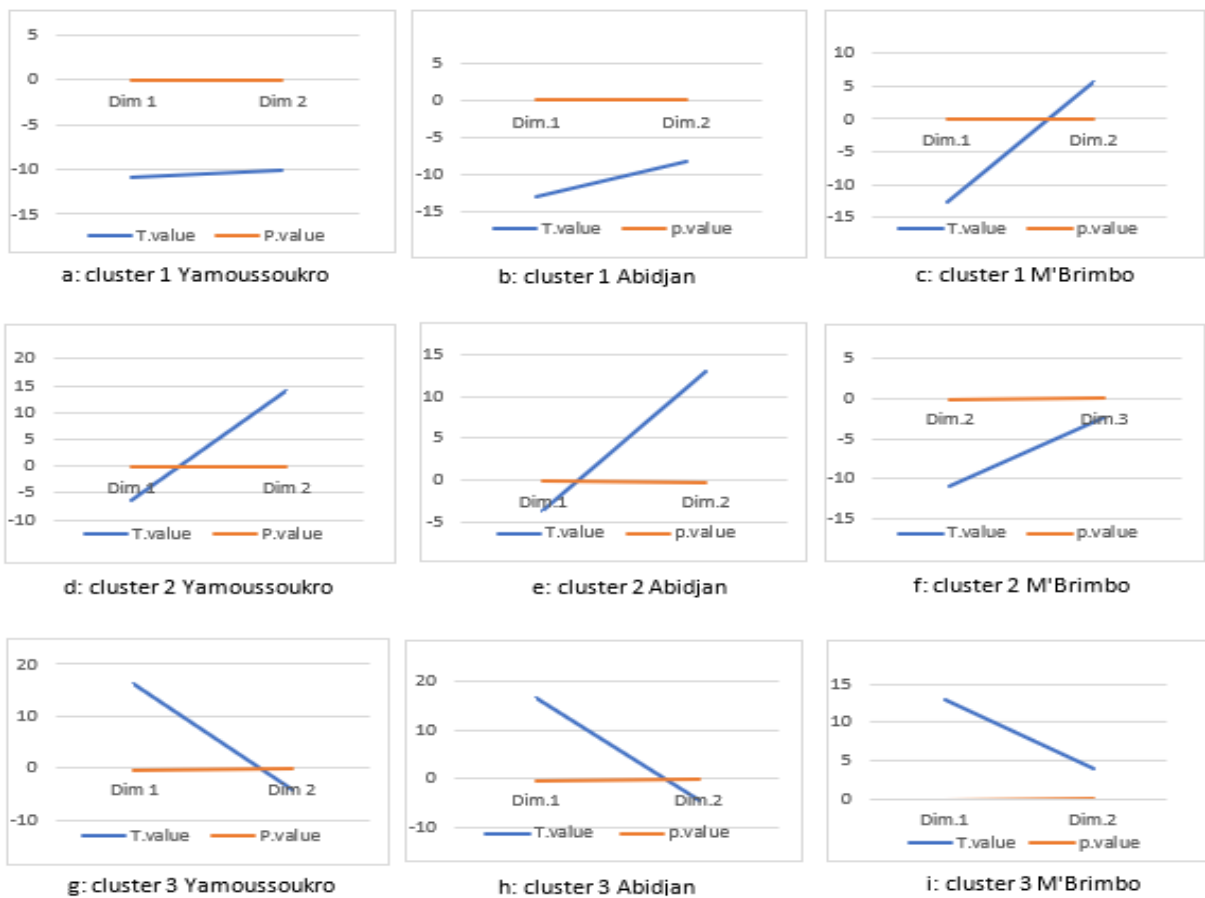 5
0
-5
-10
-15
Dim 1 Dim 2
T.value P.value
a: cluster 1 Yamoussoukro
5
0
-5
-10
-15
Dim.1 Dim.2
T.value p.value
b: cluster 1 Abidjan
10
5
0
-5
-10
-15
Dim.1 Dim.2
T.value p.value
c: cluster 1 M'Brimbo
20
15
10
5
0
-5
-10
Dim 1 Dim 2
T.value P.value
d: cluster 2 Yamoussoukro
15
10
5
0
-5
Dim.1 Dim.2
T.value p.value
e: cluster 2 Abidjan
5
0
-5
-10
-15
Dim.2 Dim.3
T.value p.value
f: cluster 2 M'Brimbo
20
10
0
-10
Dim 1 Dim 2
T.value P.value
g: cluster 3 Yamoussoukro
20
10
0
-10
Dim.1 Dim.2
T.value p.value
h: cluster 3 Abidjan
15
10
5
0
Dim.1 Dim.2
T.value p.value
i: cluster 3 M'Brimbo